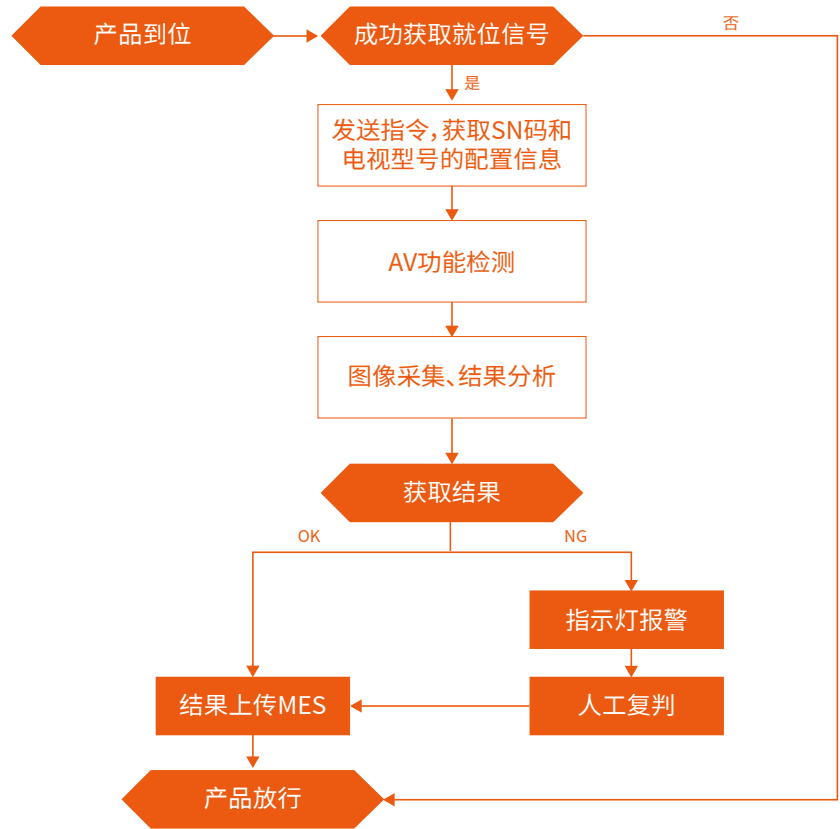 产品到位
成功获取就位信号
否
是
发送指令,获取SN码和
电视型号的配置信息
AV功能检测
图像采集、结果分析
获取结果
OK
NG
指示灯报警
结果上传MES
人工复判
产品放行